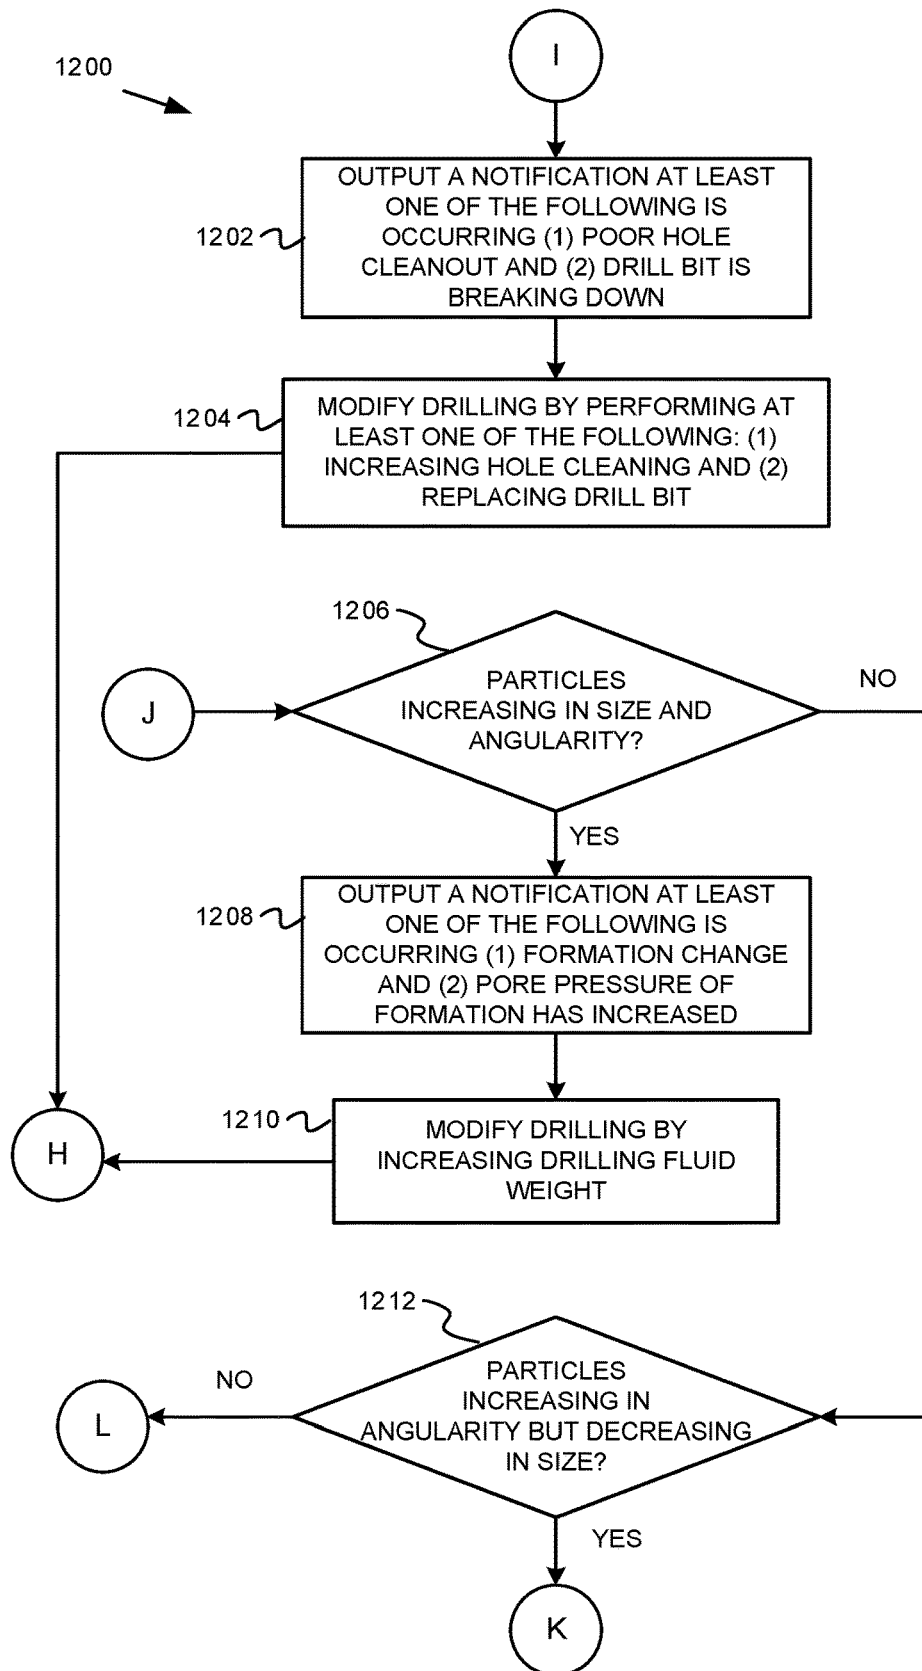 I
1200
OUTPUT A NOTIFICATION AT LEAST
ONE OF THE FOLLOWING IS
OCCURRING (1) POOR HOLE
CLEANOUT AND (2) DRILL BIT IS
BREAKING DOWN
1202
1204
MODIFY DRILLING BY PERFORMING AT
LEAST ONE OF THE FOLLOWING: (1)
INCREASING HOLE CLEANING AND (2)
REPLACING DRILL BIT
1206
J
PARTICLES
INCREASING IN SIZE AND
ANGULARITY?
NO
YES
1208
OUTPUT A NOTIFICATION AT LEAST
ONE OF THE FOLLOWING IS
OCCURRING (1) FORMATION CHANGE
AND (2) PORE PRESSURE OF
FORMATION HAS INCREASED
1210
MODIFY DRILLING BY
INCREASING DRILLING FLUID
WEIGHT
H
1212
PARTICLES
INCREASING IN
ANGULARITY BUT DECREASING
IN SIZE?
NO
L
YES
K